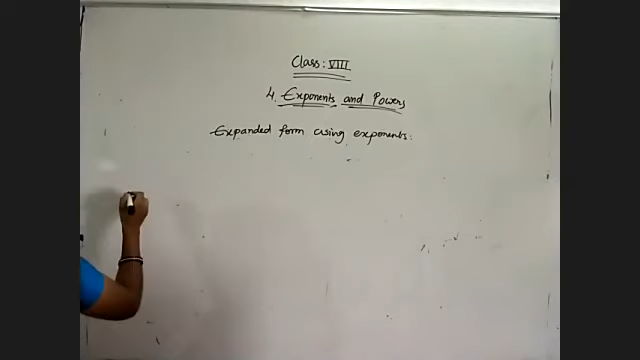 Class: VIII
4. Exponents and Powers
Expanded form using exponents: